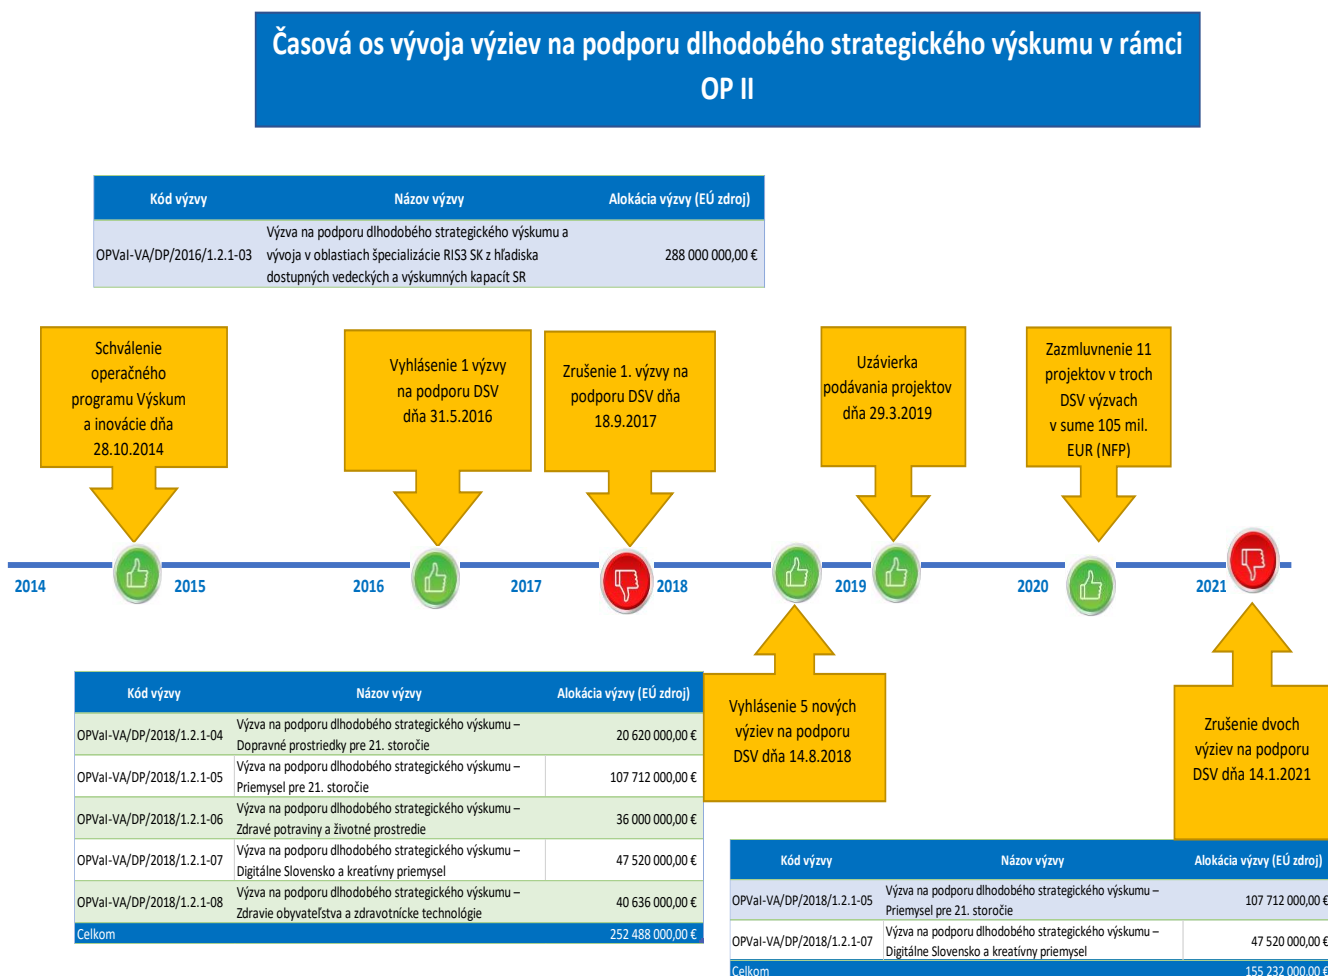 Časová os vývoja výziev na podporu dlhodobého strategického výskumu v rámci
OP II
Kód výzvy Názov výzvy Alokácia výzvy (EÚ zdroj)
OPVaI-VA/DP/2016/1.2.1-03 Výzva na podporu dlhodobého strategického výskumu a
vývoja v oblastiach špecializácie RIS3 SK z hľadiska 288 000 000,00 €
dostupných vedeckých a výskumných kapacít SR
Schválenie
operačného
programu Výskum
a inovácie dňa
28.10.2014
Vyhlásenie 1 výzvy
na podporu DSV
dňa 31.5.2016
Zrušenie 1. výzvy na
podporu DSV dňa
18.9.2017
Uzávierka
podávania projektov
dňa 29.3.2019
Zazmluvnenie 11
projektov v troch
DSV výzvach
v sume 105 mil.
EUR (NFP)
2014 2015 2016 2017 2018 2019 2020 2021
Vyhlásenie 5 nových
výziev na podporu
DSV dňa 14.8.2018
Zrušenie dvoch
výziev na podporu
DSV dňa 14.1.2021
Kód výzvy Názov výzvy Alokácia výzvy (EÚ zdroj)
OPVaI-VA/DP/2018/1.2.1-04 Výzva na podporu dlhodobého strategického výskumu –
Dopravné prostriedky pre 21. storočie 20 620 000,00 €
OPVaI-VA/DP/2018/1.2.1-05 Výzva na podporu dlhodobého strategického výskumu –
Priemysel pre 21. storočie 107 712 000,00 €
OPVaI-VA/DP/2018/1.2.1-06 Výzva na podporu dlhodobého strategického výskumu –
Zdravé potraviny a životné prostredie 36 000 000,00 €
OPVaI-VA/DP/2018/1.2.1-07 Výzva na podporu dlhodobého strategického výskumu –
Digitálne Slovensko a kreatívny priemysel 47 520 000,00 €
OPVaI-VA/DP/2018/1.2.1-08 Výzva na podporu dlhodobého strategického výskumu –
Zdravie obyvateľstva a zdravotnícke technológie 40 636 000,00 €
Celkom 252 488 000,00 €
Kód výzvy Názov výzvy Alokácia výzvy (EÚ zdroj)
OPVaI-VA/DP/2018/1.2.1-05 Výzva na podporu dlhodobého strategického výskumu –
Priemysel pre 21. storočie 107 712 000,00 €
OPVaI-VA/DP/2018/1.2.1-07 Výzva na podporu dlhodobého strategického výskumu –
Digitálne Slovensko a kreatívny priemysel 47 520 000,00 €
Celkom 155 232 000,00 €